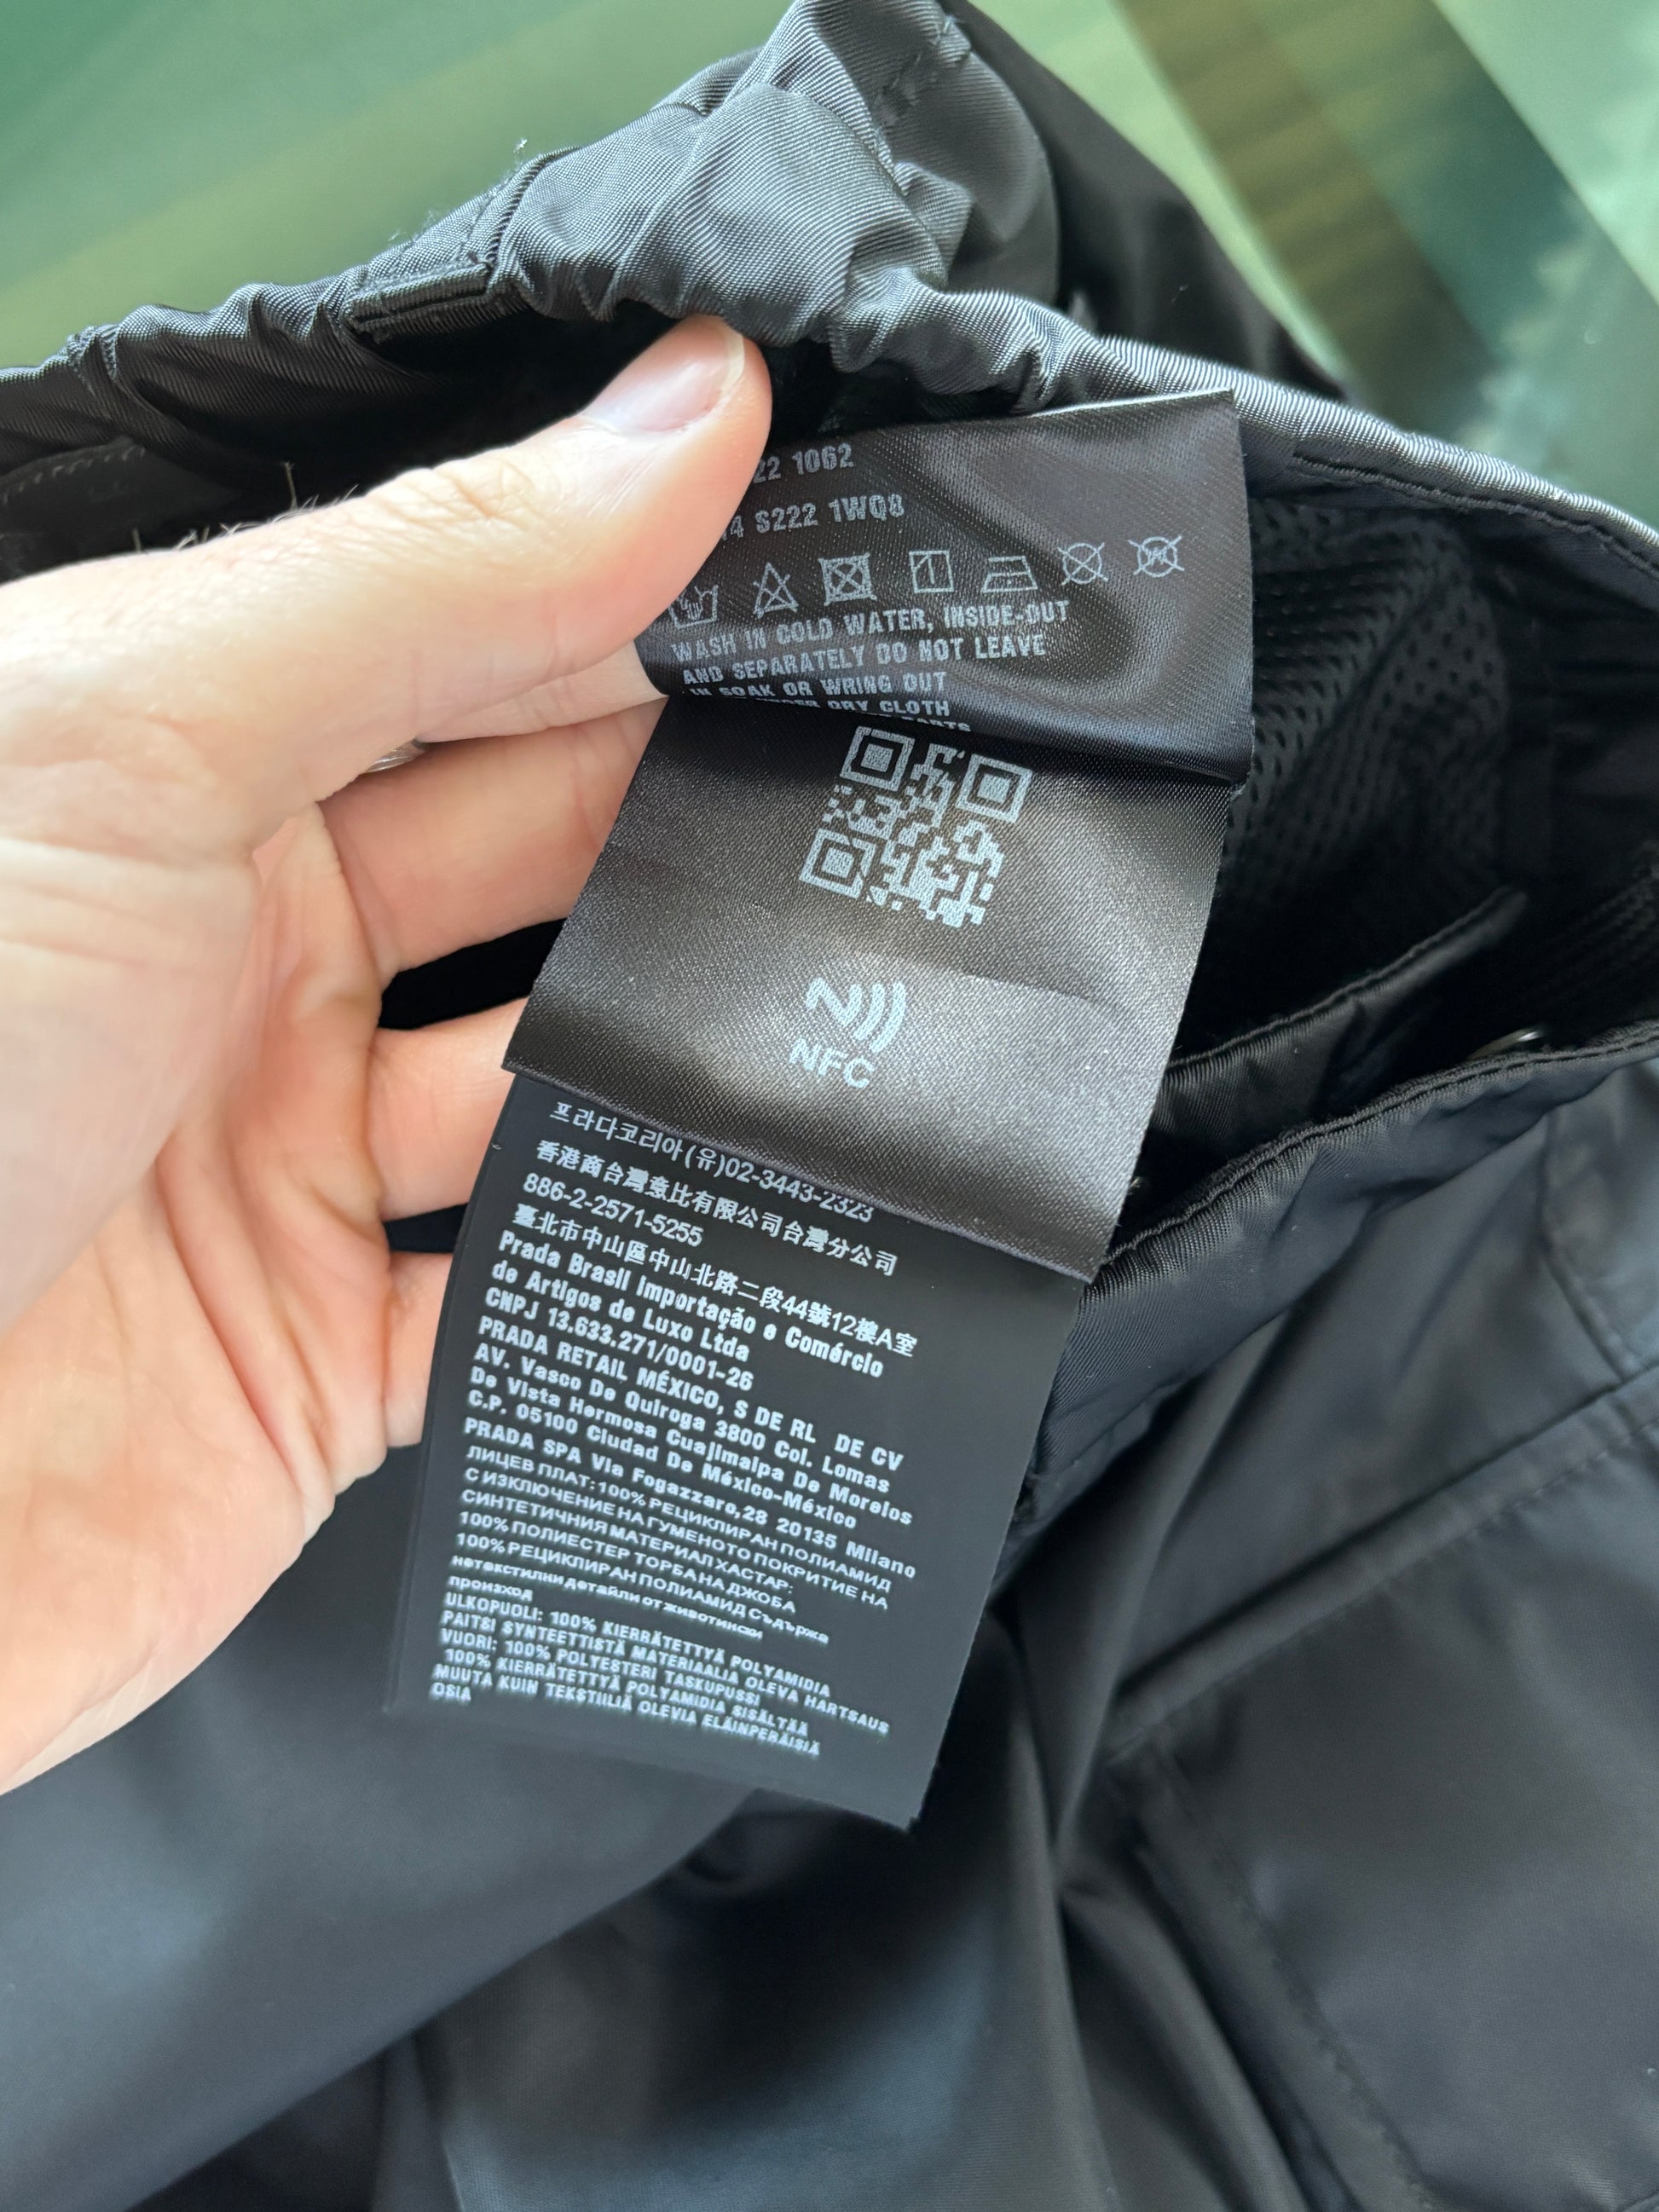 22 1062
4 S222 1WQ8
WASH IN COLD WATER, INSIDE-OUT
AND SEPARATELY DO NOT LEAVE
IN SOAK OR WRING OUT
DRY CLOTH
PARTS
NFC
프라다코리아(유)02-3443-2323
香港商台灣意比有限公司台灣分公司
886-2-2571-5255
臺北市中山區中山北路二段44號12樓A室
Prada Brasil Importação e Comércio
de Artigos de Luxo Ltda
CNPJ 13.633.271/0001-26
PRADA RETAIL MÉXICO, S DE RL DE CV
AV. Vasco De Quiroga 3800 Col. Lomas
De Vista Hermosa Cuajimalpa De Morelos
C.P. 05100 Ciudad De México-México
PRADA SPA Via Fogazzaro,28 20135 Milano
ЛИЦЕВ ПЛАТ: 100% РЕЦИКЛИРАН ПОЛИАМИД
С ИЗКЛЮЧЕНИЕ НА ГУМЕНОТО ПОКРИТИЕ НА
СИНТЕТИЧНИЯ МАТЕРИАЛ ХАСТАР:
100% ПОЛИЕСТЕР ТОРБА НА ДЖОБА
100% РЕЦИКЛИРАН ПОЛИАМИД Съдържа
нетекстилни детайли от животински
произход
ULKOPUOLI: 100% KIERRÄTETTYÄ POLYAMIDIA
PAITSI SYNTEETTISTÄ MATERIAALIA OLEVA HARTSAUS
VUORI: 100% POLYESTERI TASKUPUSSI
100% KIERRÄTETTYÄ POLYAMIDIA SISÄLTÄÄ
MUUTA KUIN TEKSTIILIÄ OLEVIA ELÄINPERÄISIÄ
OSIA